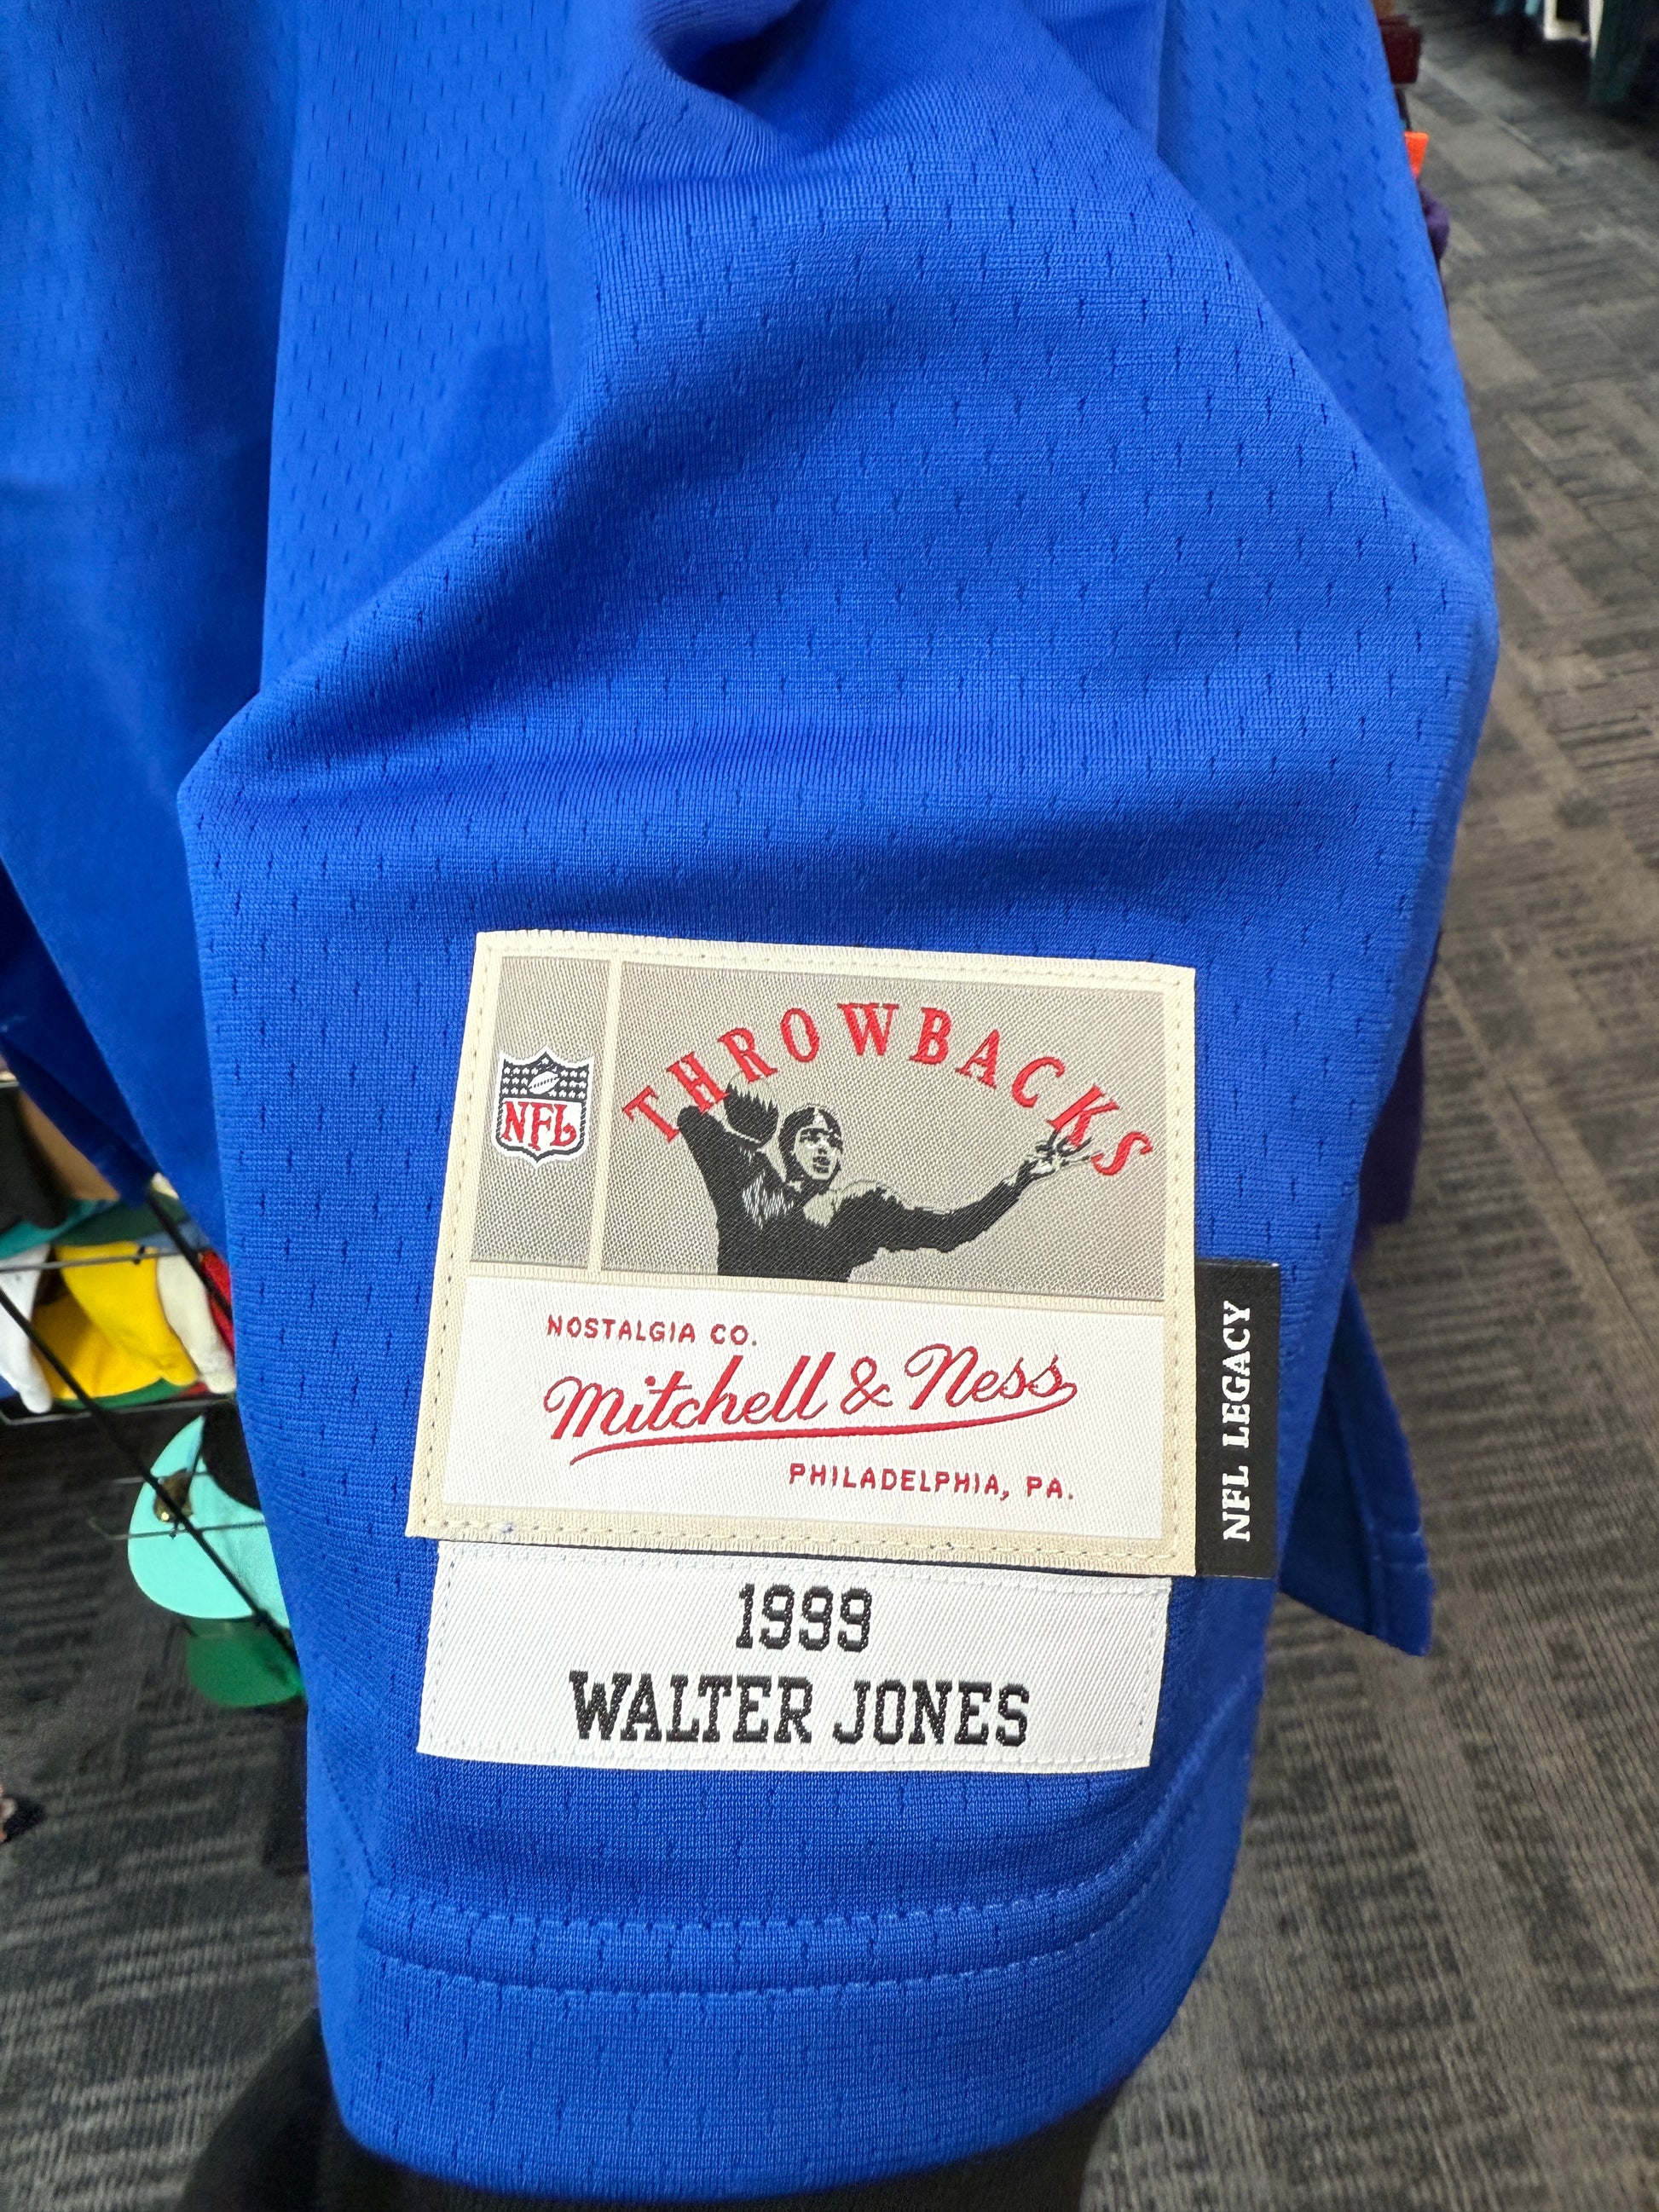 THROWBACKS
NFL
NOSTALGIA CO.
Mitchell & Ness
PHILADELPHIA, PA.
NFL LEGACY
1999
WALTER JONES